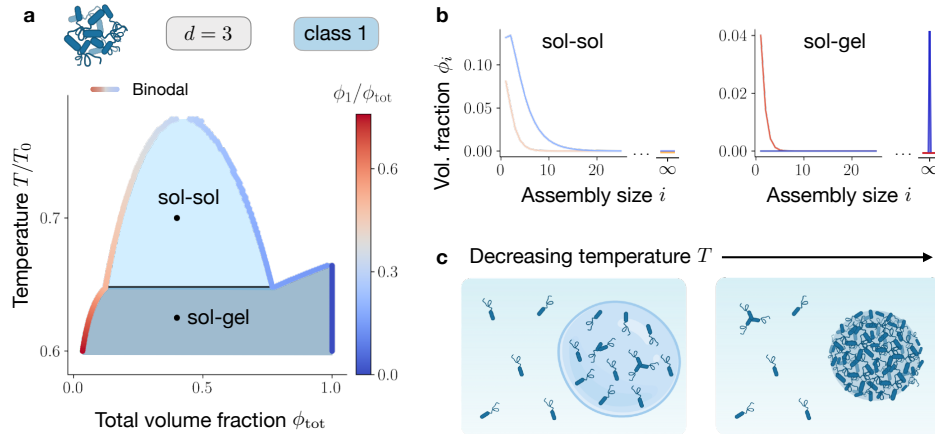 a
d = 3
class 1
Binodal
ϕ₁/ϕtot
Temperature T/T₀
0.7
0.6
sol-sol
sol-gel
0.0
0.5
1.0
Total volume fraction ϕtot
0.6
0.3
0.0
b
sol-sol
Vol. fraction ϕᵢ
0.10
0.05
0.00
1
10
20
...
∞
Assembly size i
sol-gel
0.04
0.02
0.00
1
10
20
...
∞
Assembly size i
c
Decreasing temperature T